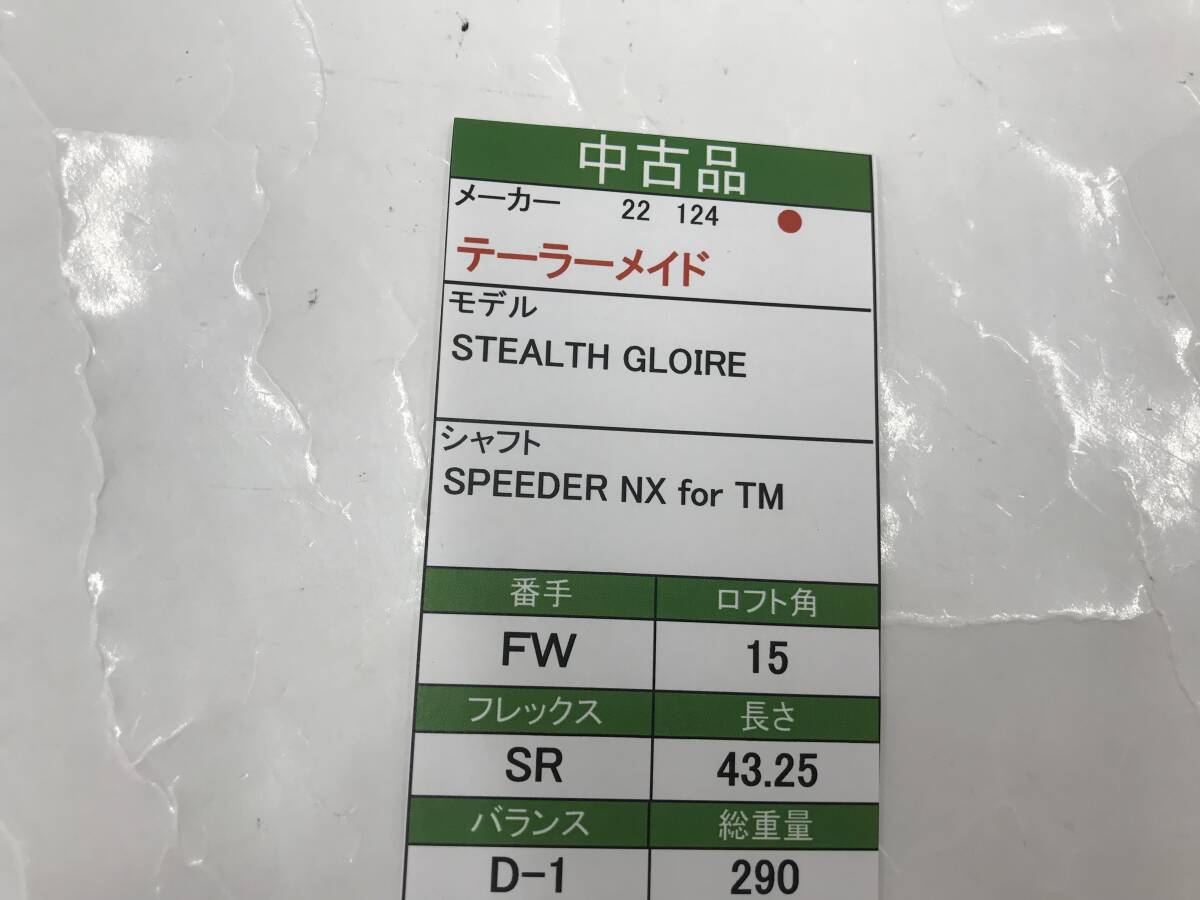 中古品
メーカー 22 124 ●
テーラーメイド
モデル
STEALTH GLOIRE
シャフト
SPEEDER NX for TM
番手 ロフト角
FW 15
フレックス 長さ
SR 43.25
バランス 総重量
D-1 290